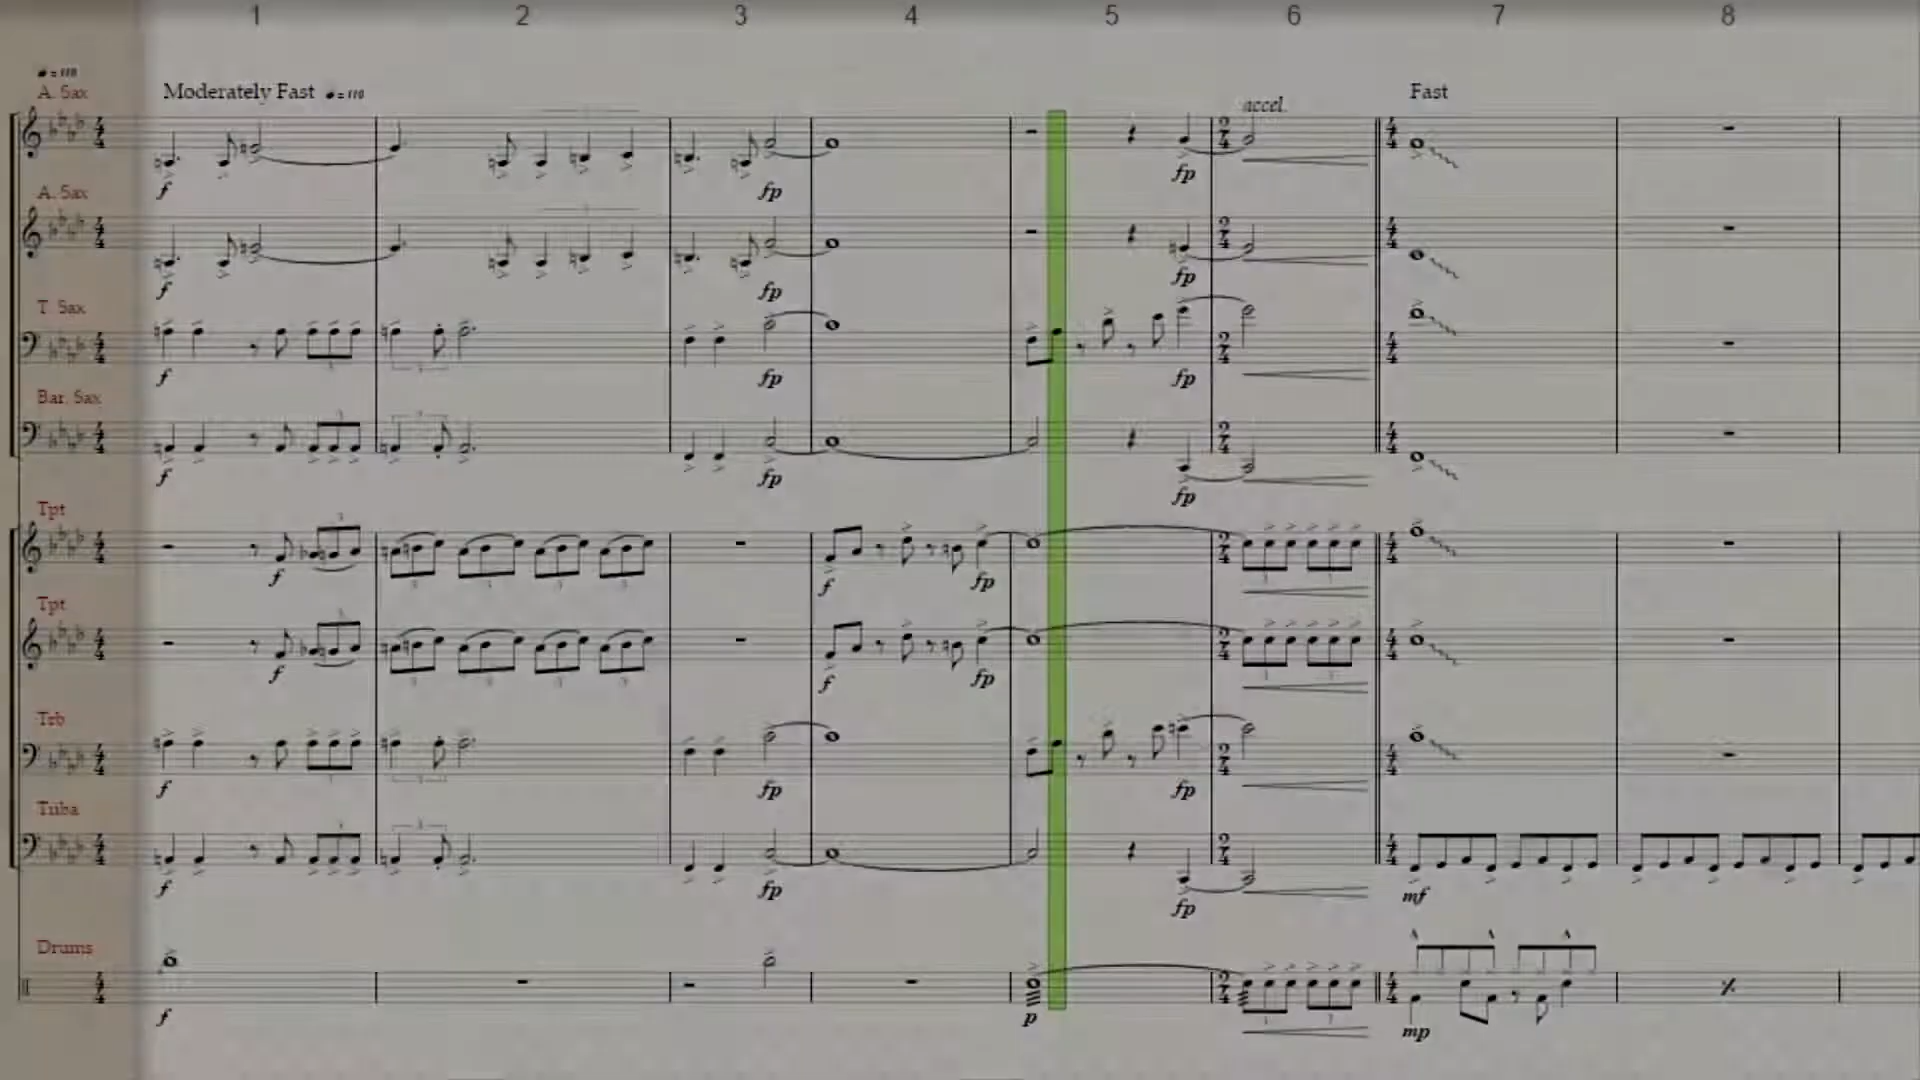 1 2 3 4 5 6 7 8
♩ = 110
A. Sax
Moderately Fast ♩ = 110
accel.
Fast
f fp fp
A. Sax
f fp fp
T. Sax
f fp fp
Bar. Sax
f fp fp
Tpt
f f fp
Tpt
f f fp
Trb
f fp fp
Tuba
f fp fp mf
Drums
f p mp